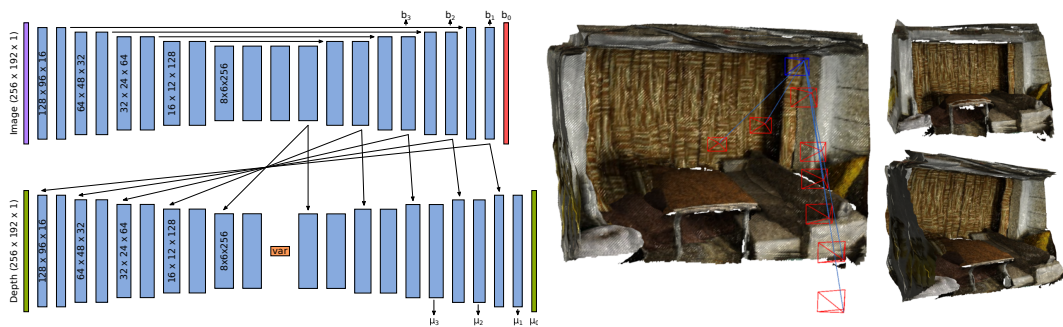 b₃
b₂
b₁
b₀
Image (256 x 192 x 1)
128 x 96 x 16
64 x 48 x 32
32 x 24 x 64
16 x 12 x 128
8x6x256
Depth (256 x 192 x 1)
128 x 96 x 16
64 x 48 x 32
32 x 24 x 64
16 x 12 x 128
8x6x256
var
μ₃
μ₂
μ₁
μ₀